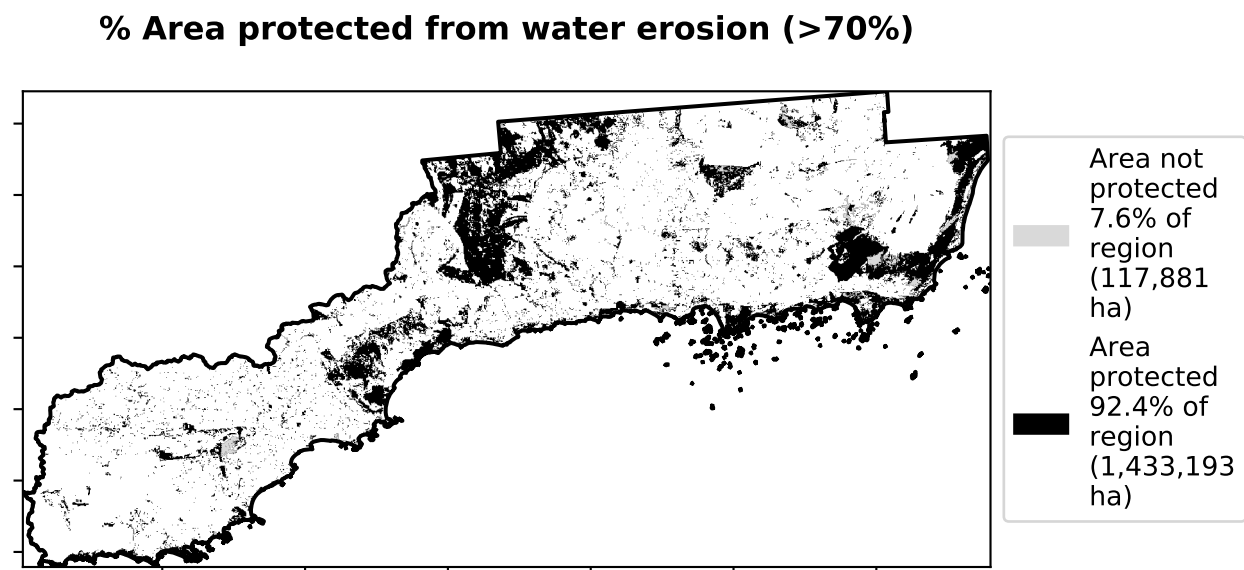 % Area protected from water erosion (>70%)
Area not
protected
7.6% of
region
(117,881
ha)
Area
protected
92.4% of
region
(1,433,193
ha)